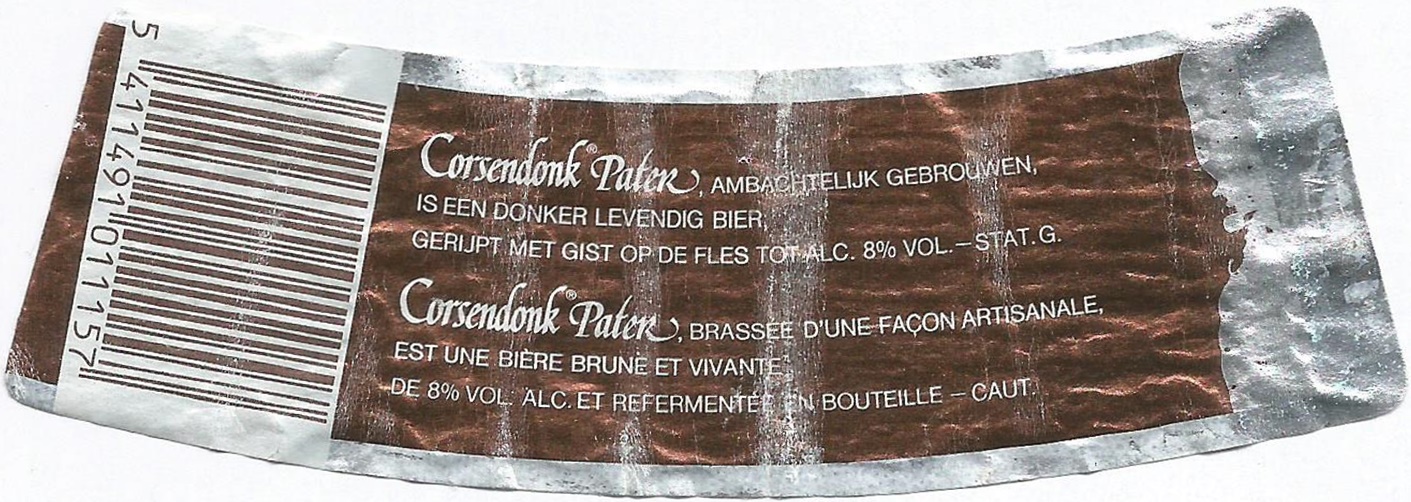 5 411491 011157
Corsendonk® Pater, AMBACHTELIJK GEBROUWEN,
IS EEN DONKER LEVENDIG BIER,
GERIJPT MET GIST OP DE FLES TOT ALC. 8% VOL. – STAT. G.
Corsendonk® Pater, BRASSEE D'UNE FAÇON ARTISANALE,
EST UNE BIÈRE BRUNE ET VIVANTE
DE 8% VOL. ALC. ET REFERMENTÉE EN BOUTEILLE – CAUT.